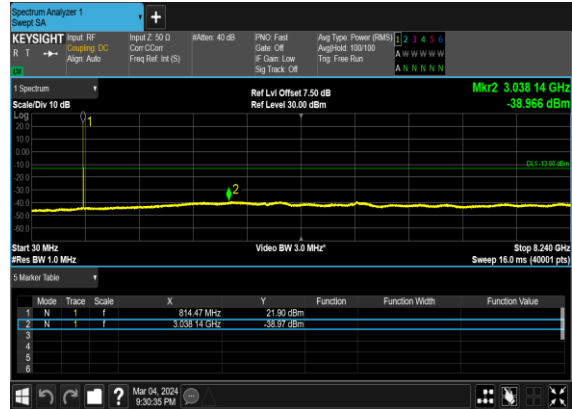 Spectrum Analyzer 1
Swept SA
+
KEYSIGHT Input: RF Input Z: 50 Ω #Atten: 40 dB PNO: Fast Avg Type: Power (RMS) 1 2 3 4 5 6
R T Coupling: DC Corr CCorr Gate: Off Avg|Hold: 100/100 A W W W W W
Align: Auto Freq Ref: Int (S) IF Gain: Low Trig: Free Run
LXI Sig Track: Off A N N N N N
1 Spectrum Ref Lvl Offset 7.50 dB Mkr2 3.038 14 GHz
Scale/Div 10 dB Ref Level 30.00 dBm -38.966 dBm
Log
1
20.0
10.0
0.00
-10.0
DL1 -13.00 dBm
-20.0
-30.0
2
-40.0
-50.0
-60.0
Start 30 MHz Video BW 3.0 MHz* Stop 8.240 GHz
#Res BW 1.0 MHz Sweep 16.0 ms (40001 pts)
5 Marker Table
Mode Trace Scale X Y Function Function Width Function Value
1 N 1 f 814.47 MHz 21.90 dBm
2 N 1 f 3.038 14 GHz -38.97 dBm
3
4
5
6
? Mar 04, 2024
9:30:35 PM